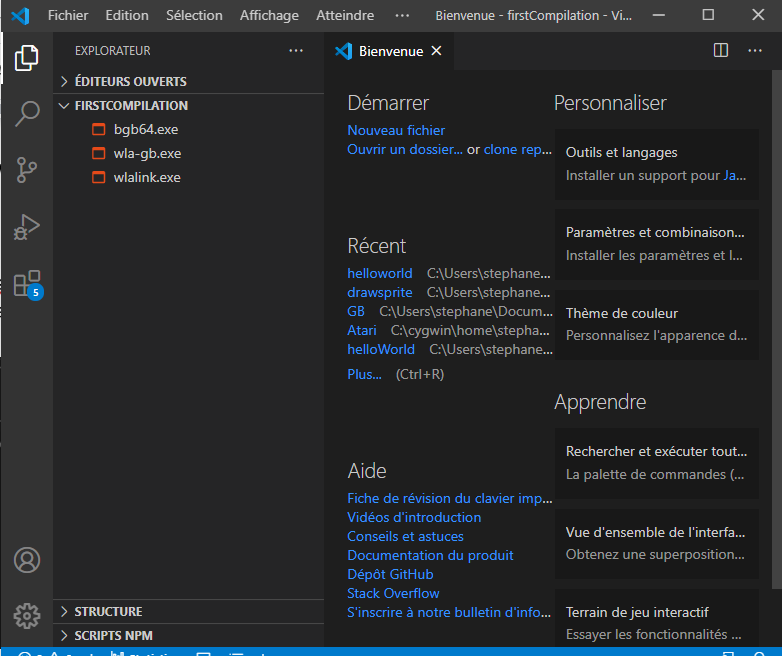 Fichier Edition Sélection Affichage Atteindre ··· Bienvenue - firstCompilation - Vi...
EXPLORATEUR ···
ÉDITEURS OUVERTS
FIRSTCOMPILATION
bgb64.exe
wla-gb.exe
wlalink.exe
5
STRUCTURE
SCRIPTS NPM
Bienvenue
Démarrer
Nouveau fichier
Ouvrir un dossier... or clone rep...
Récent
helloworld C:\Users\stephane...
drawsprite C:\Users\stephane...
GB C:\Users\stephane\Docum...
Atari C:\cygwin\home\stepha...
helloWorld C:\Users\stephane...
Plus... (Ctrl+R)
Aide
Fiche de révision du clavier imp...
Vidéos d'introduction
Conseils et astuces
Documentation du produit
Dépôt GitHub
Stack Overflow
S'inscrire à notre bulletin d'info...
Personnaliser
Outils et langages
Installer un support pour Ja...
Paramètres et combinaison...
Installer les paramètres et l...
Thème de couleur
Personnalisez l'apparence d...
Apprendre
Rechercher et exécuter tout...
La palette de commandes (...
Vue d'ensemble de l'interfa...
Obtenez une superposition...
Terrain de jeu interactif
Essayer les fonctionnalités ...